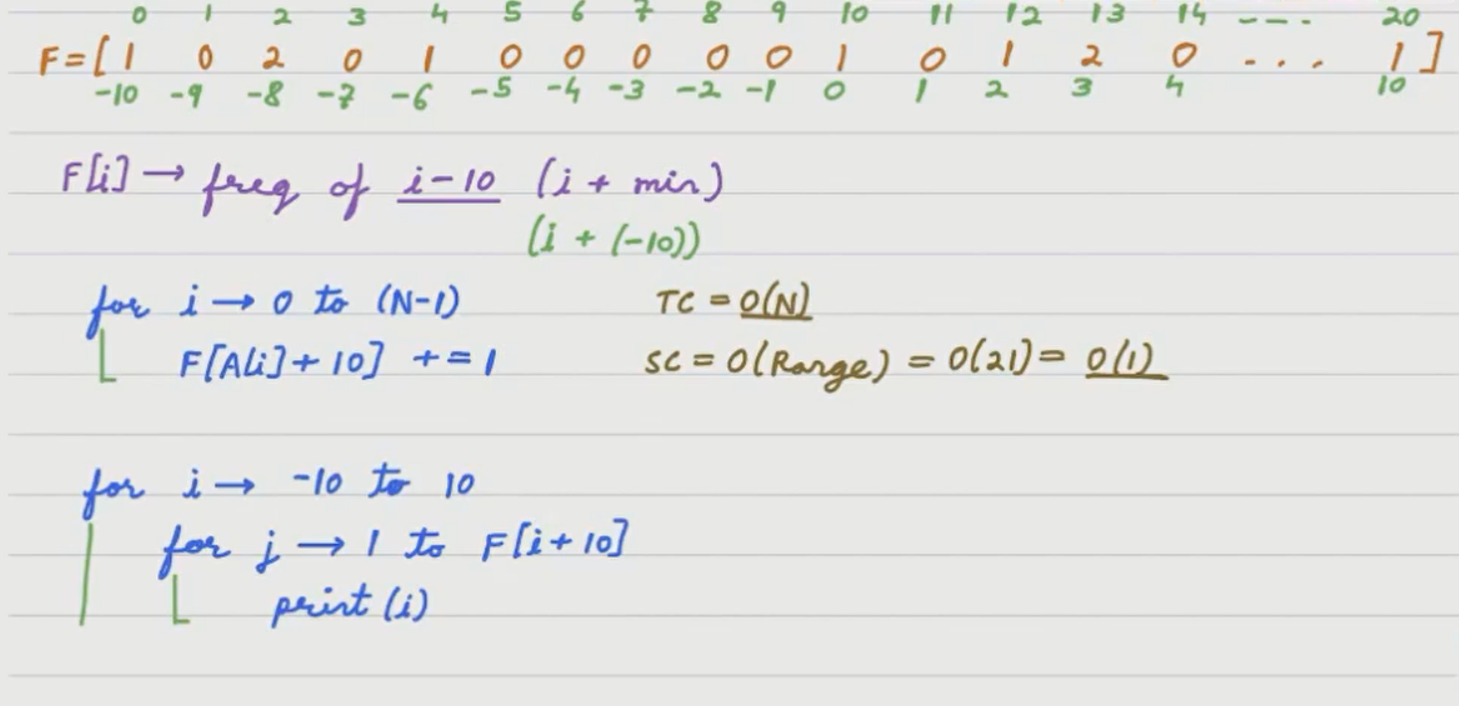 0 1 2 3 4 5 6 7 8 9 10 11 12 13 14 ---- 20
F = [ 1 0 2 0 1 0 0 0 0 0 1 0 1 2 0 ... 1 ]
-10 -9 -8 -7 -6 -5 -4 -3 -2 -1 0 1 2 3 4 10
F[i] → freq of i-10 (i + min)
(i + (-10))
for i → 0 to (N-1) TC = O(N)
F[A[i]+10] += 1 SC = O(Range) = O(21) = O(1)
for i → -10 to 10
for j → 1 to F[i+10]
print(i)